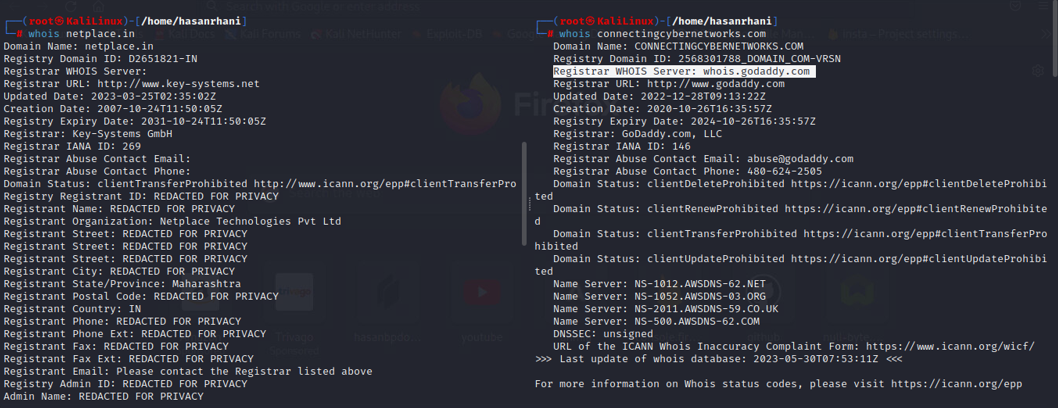 ┌──(root㉿KaliLinux)-[/home/hasanrhani]
└─# whois netplace.in
Domain Name: netplace.in
Registry Domain ID: D2651821-IN
Registrar WHOIS Server:
Registrar URL: http://www.key-systems.net
Updated Date: 2023-03-25T02:35:02Z
Creation Date: 2007-10-24T11:50:05Z
Registry Expiry Date: 2031-10-24T11:50:05Z
Registrar: Key-Systems GmbH
Registrar IANA ID: 269
Registrar Abuse Contact Email:
Registrar Abuse Contact Phone:
Domain Status: clientTransferProhibited http://www.icann.org/epp#clientTransferPro
Registry Registrant ID: REDACTED FOR PRIVACY
Registrant Name: REDACTED FOR PRIVACY
Registrant Organization: Netplace Technologies Pvt Ltd
Registrant Street: REDACTED FOR PRIVACY
Registrant Street: REDACTED FOR PRIVACY
Registrant Street: REDACTED FOR PRIVACY
Registrant City: REDACTED FOR PRIVACY
Registrant State/Province: Maharashtra
Registrant Postal Code: REDACTED FOR PRIVACY
Registrant Country: IN
Registrant Phone: REDACTED FOR PRIVACY
Registrant Phone Ext: REDACTED FOR PRIVACY
Registrant Fax: REDACTED FOR PRIVACY
Registrant Fax Ext: REDACTED FOR PRIVACY
Registrant Email: Please contact the Registrar listed above
Registry Admin ID: REDACTED FOR PRIVACY
Admin Name: REDACTED FOR PRIVACY
┌──(root㉿KaliLinux)-[/home/hasanrhani]
└─# whois connectingcybernetworks.com
Domain Name: CONNECTINGCYBERNETWORKS.COM
Registry Domain ID: 2568301788_DOMAIN_COM-VRSN
Registrar WHOIS Server: whois.godaddy.com
Registrar URL: http://www.godaddy.com
Updated Date: 2022-12-28T09:13:22Z
Creation Date: 2020-10-26T16:35:57Z
Registry Expiry Date: 2024-10-26T16:35:57Z
Registrar: GoDaddy.com, LLC
Registrar IANA ID: 146
Registrar Abuse Contact Email: abuse@godaddy.com
Registrar Abuse Contact Phone: 480-624-2505
Domain Status: clientDeleteProhibited https://icann.org/epp#clientDeleteProhibi
ted
Domain Status: clientRenewProhibited https://icann.org/epp#clientRenewProhibite
d
Domain Status: clientTransferProhibited https://icann.org/epp#clientTransferPro
hibited
Domain Status: clientUpdateProhibited https://icann.org/epp#clientUpdateProhibi
ted
Name Server: NS-1012.AWSDNS-62.NET
Name Server: NS-1052.AWSDNS-03.ORG
Name Server: NS-2011.AWSDNS-59.CO.UK
Name Server: NS-500.AWSDNS-62.COM
DNSSEC: unsigned
URL of the ICANN Whois Inaccuracy Complaint Form: https://www.icann.org/wicf/
>>> Last update of whois database: 2023-05-30T07:53:11Z <<<
For more information on Whois status codes, please visit https://icann.org/epp